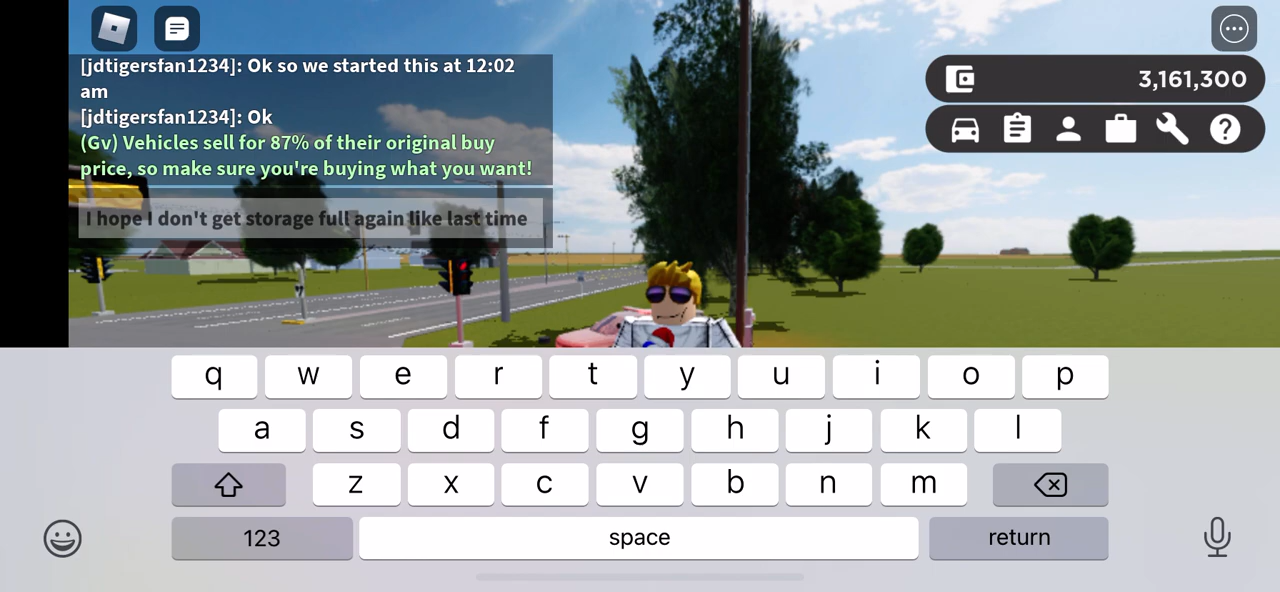 [jdtigersfan1234]: Ok so we started this at 12:02
am
[jdtigersfan1234]: Ok
(Gv) Vehicles sell for 87% of their original buy
price, so make sure you're buying what you want!
I hope I don't get storage full again like last time
3,161,300
q w e r t y u i o p
a s d f g h j k l
z x c v b n m
123 space return